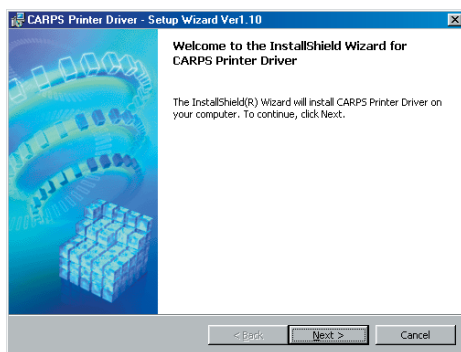 CARPS Printer Driver - Setup Wizard Ver1.10
Welcome to the InstallShield Wizard for
CARPS Printer Driver
The InstallShield(R) Wizard will install CARPS Printer Driver on
your computer. To continue, click Next.
< Back
Next >
Cancel